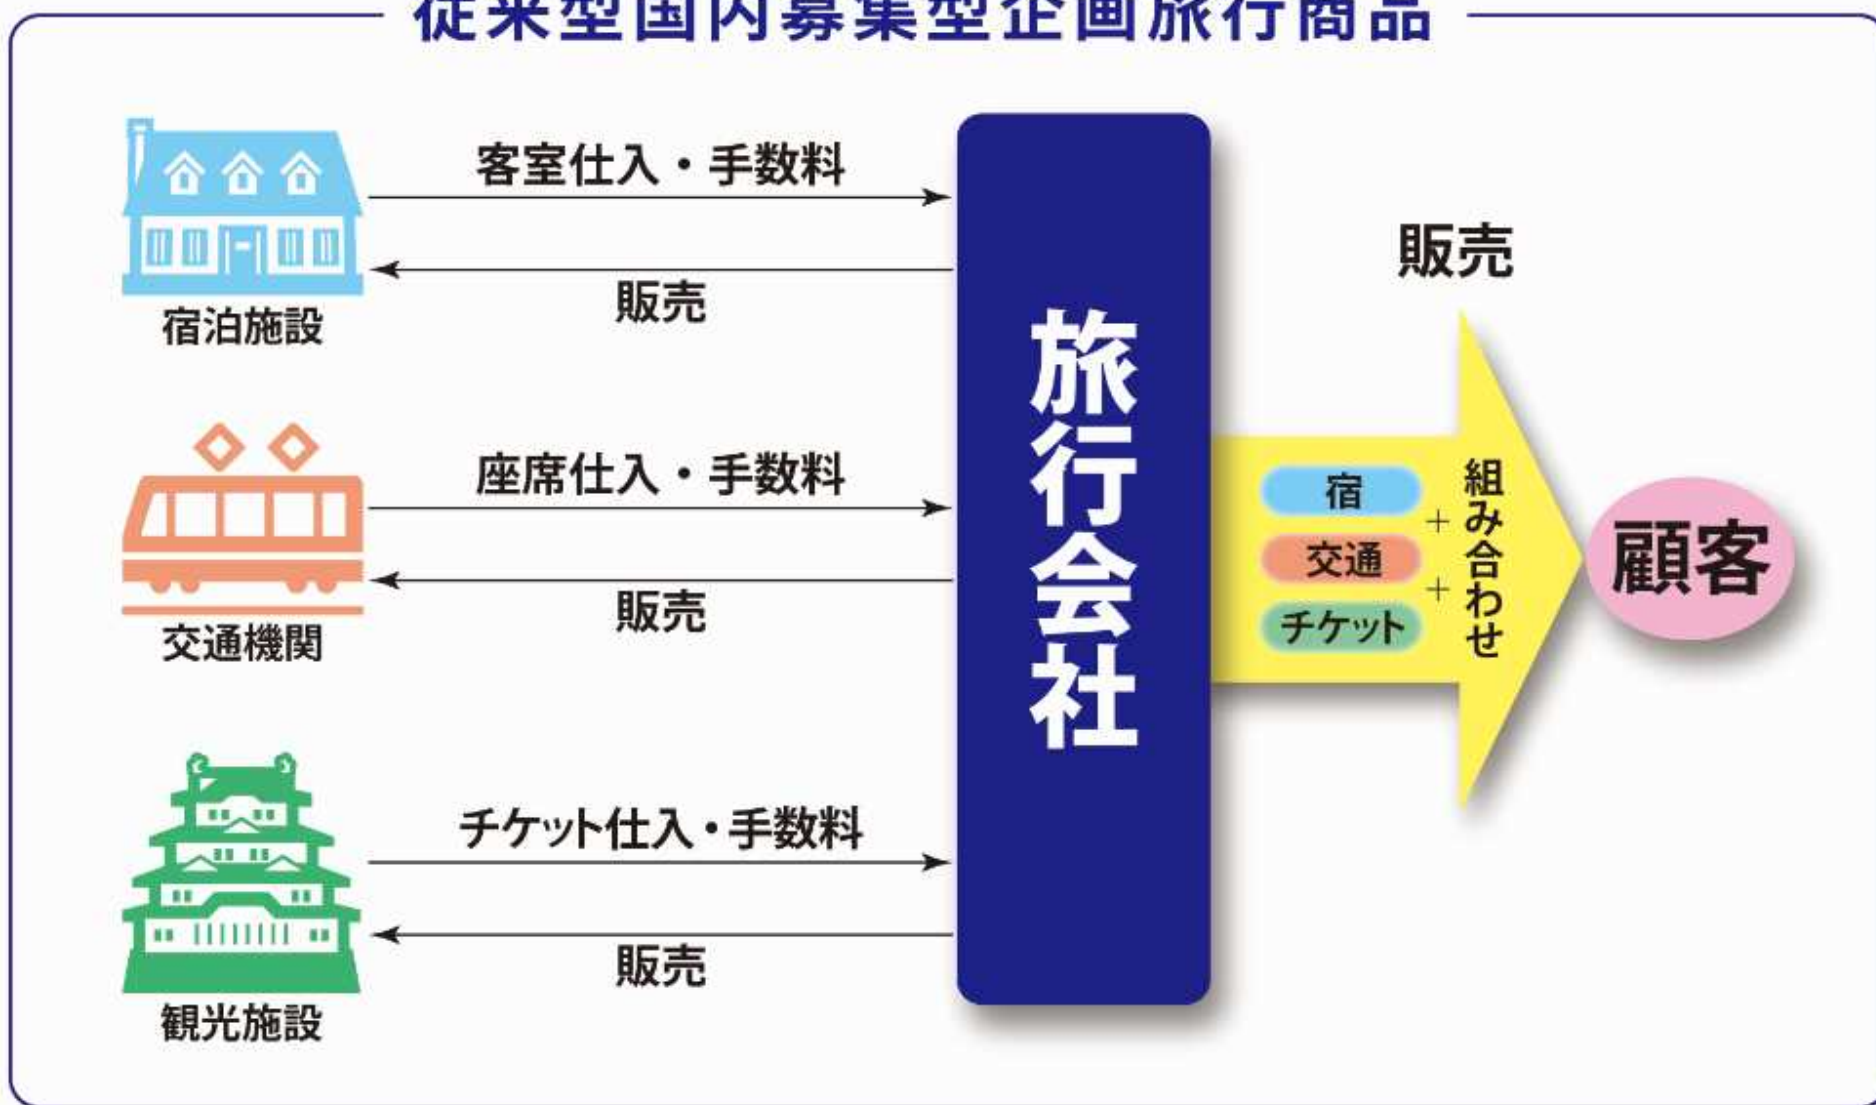 従来型国内募集型企画旅行商品
客室仕入・手数料
販売
宿泊施設
座席仕入・手数料
販売
交通機関
チケット仕入・手数料
販売
観光施設
旅行会社
販売
宿
+
交通
+
チケット
組み合わせ
顧客